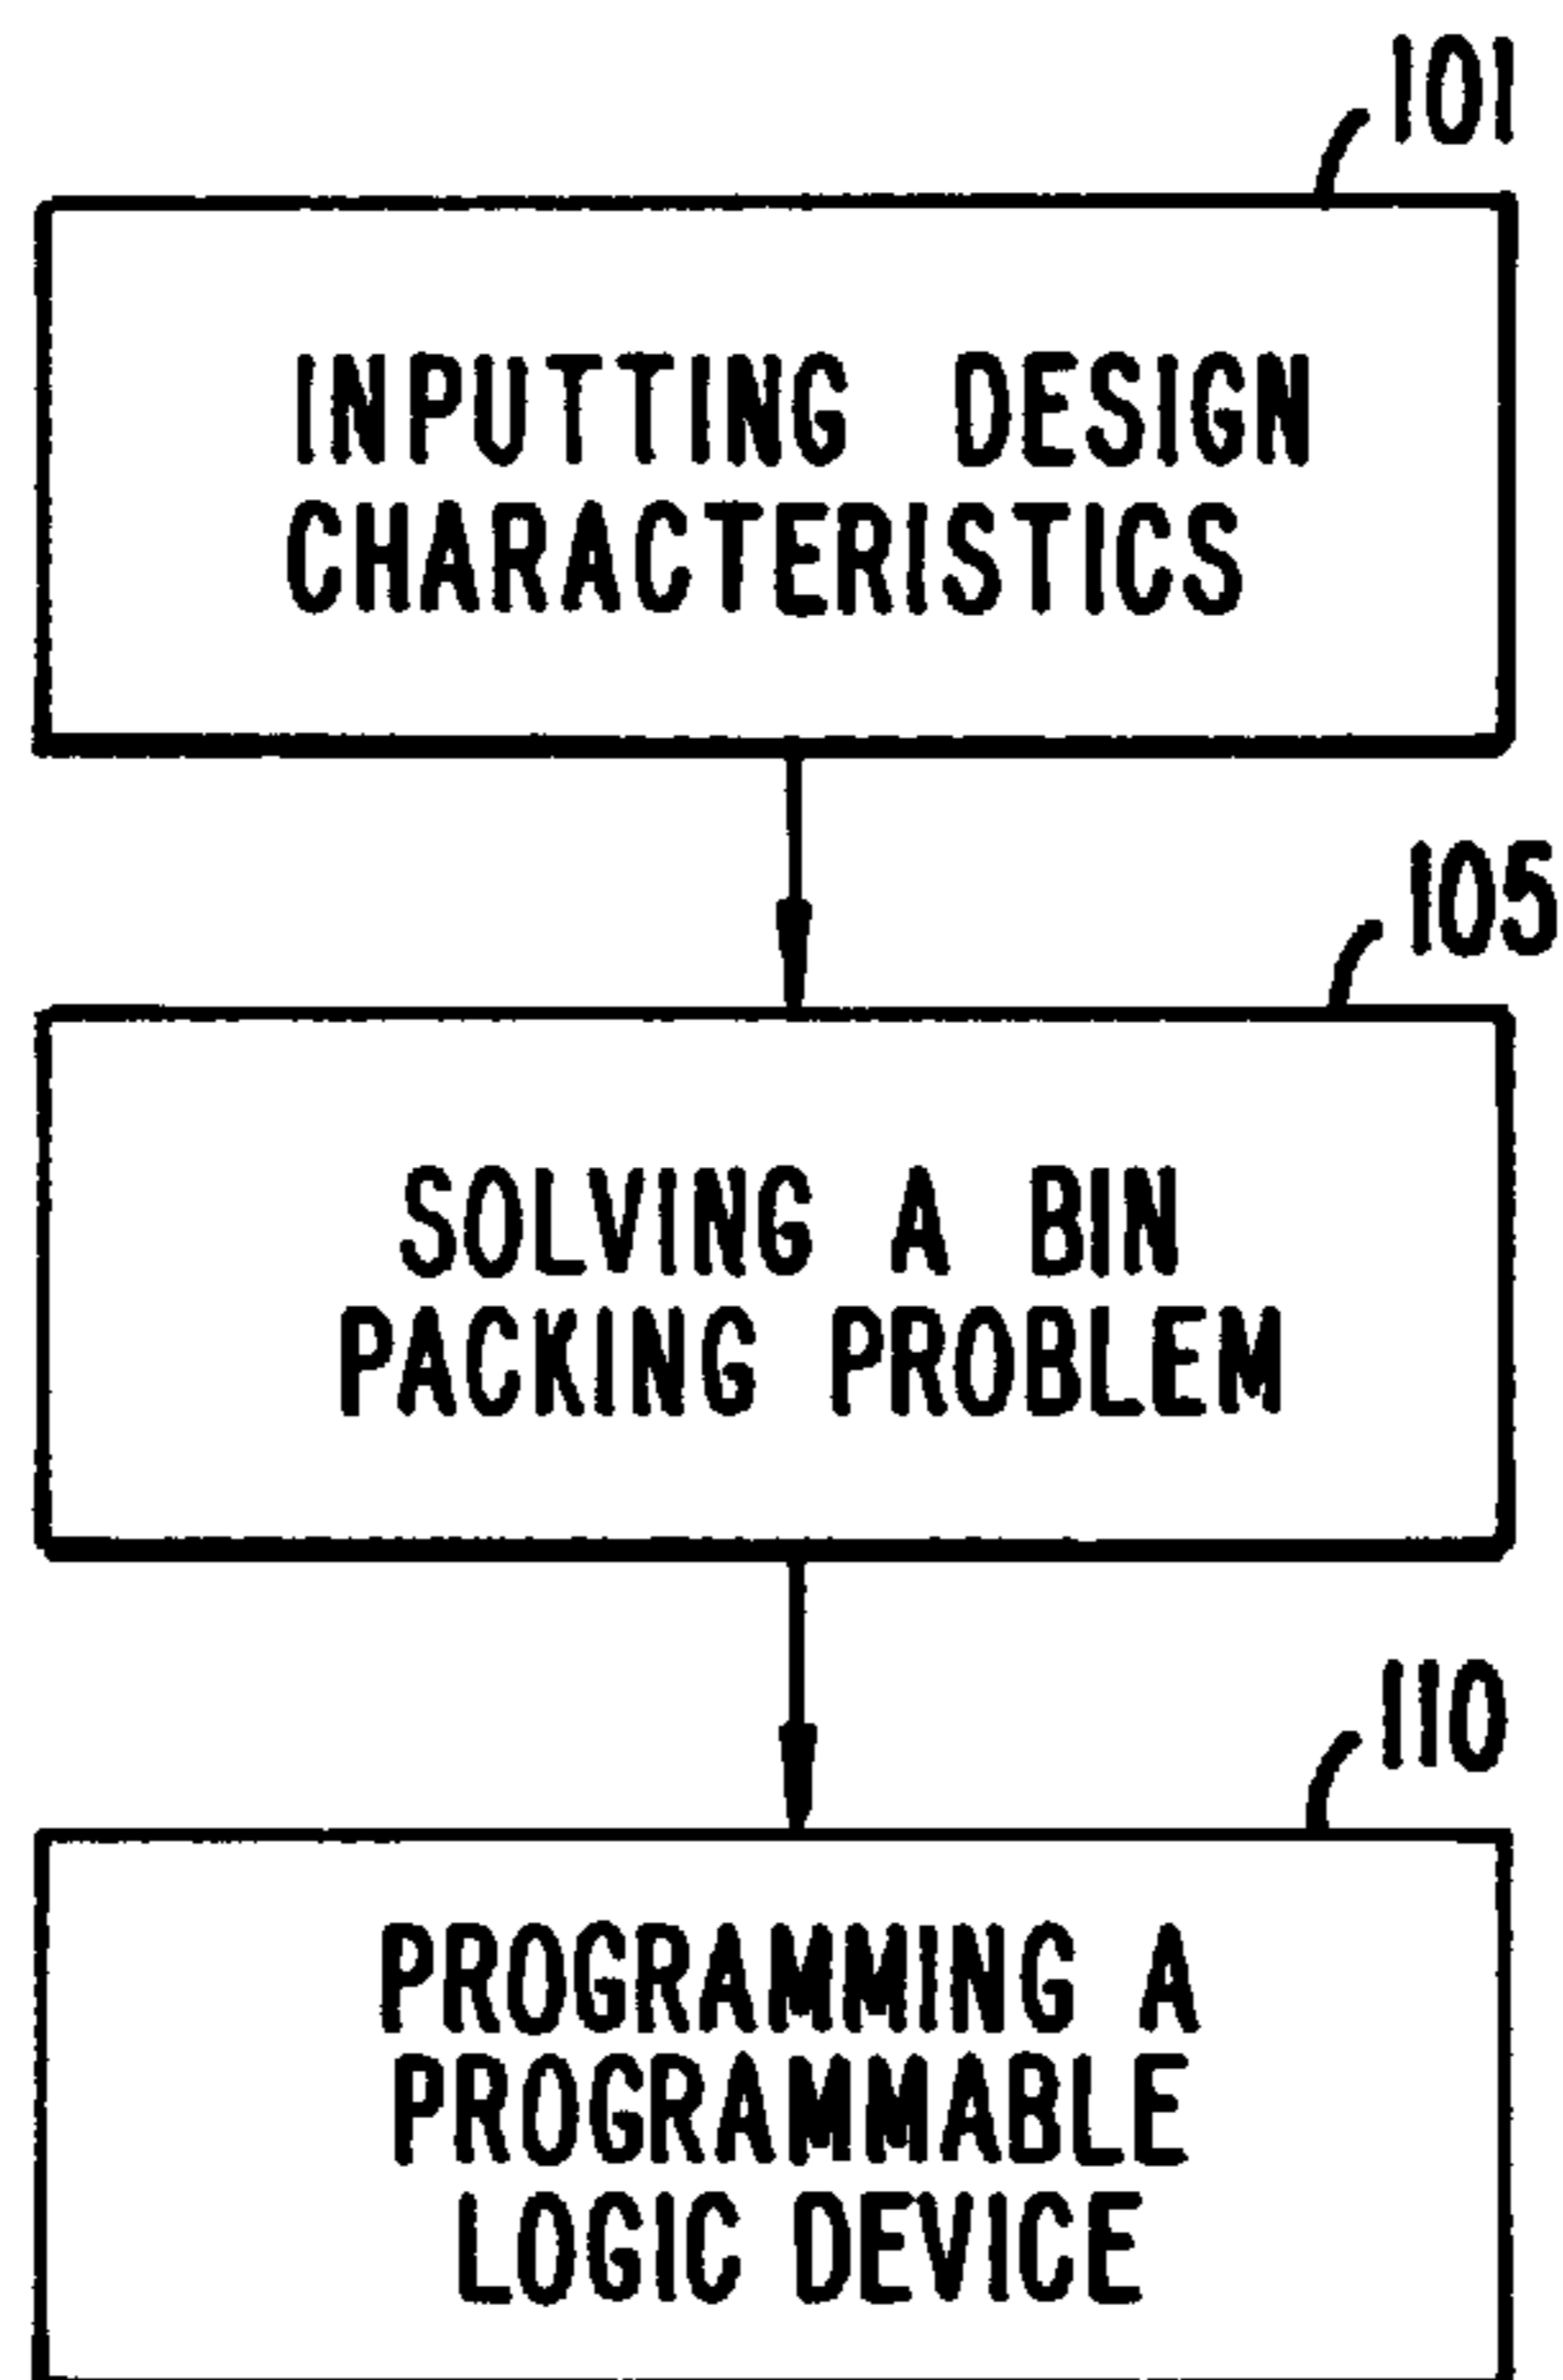 101
INPUTTING DESIGN
CHARACTERISTICS
105
SOLVING A BIN
PACKING PROBLEM
110
PROGRAMMING A
PROGRAMMABLE
LOGIC DEVICE